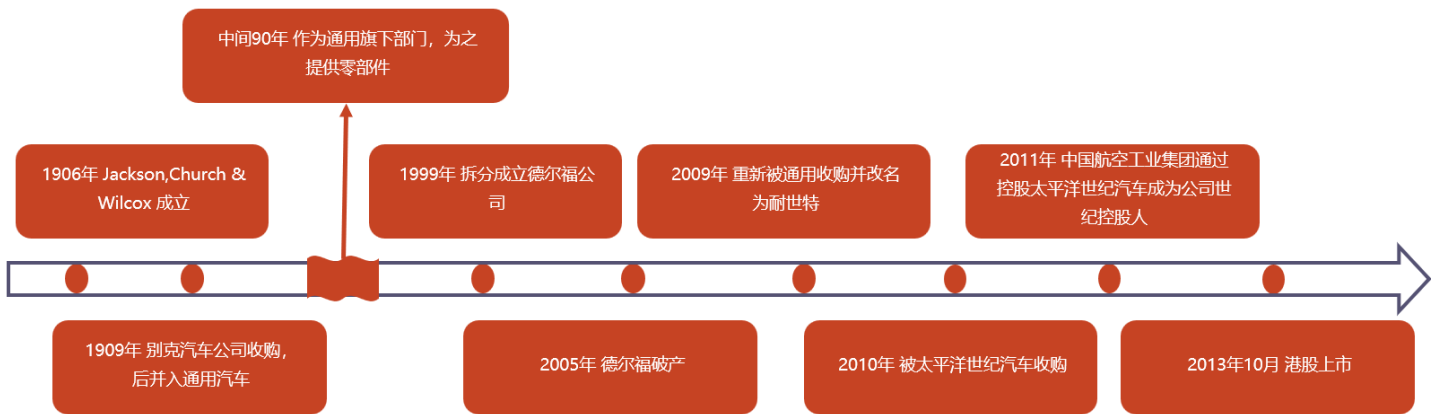 中间90年 作为通用旗下部门，为之
提供零部件
1906年 Jackson,Church &
Wilcox 成立
1999年 拆分成立德尔福公
司
2009年 重新被通用收购并改名
为耐世特
2011年 中国航空工业集团通过
控股太平洋世纪汽车成为公司世
纪控股人
1909年 别克汽车公司收购，
后并入通用汽车
2005年 德尔福破产
2010年 被太平洋世纪汽车收购
2013年10月 港股上市